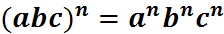 (abc)ⁿ = aⁿbⁿcⁿ